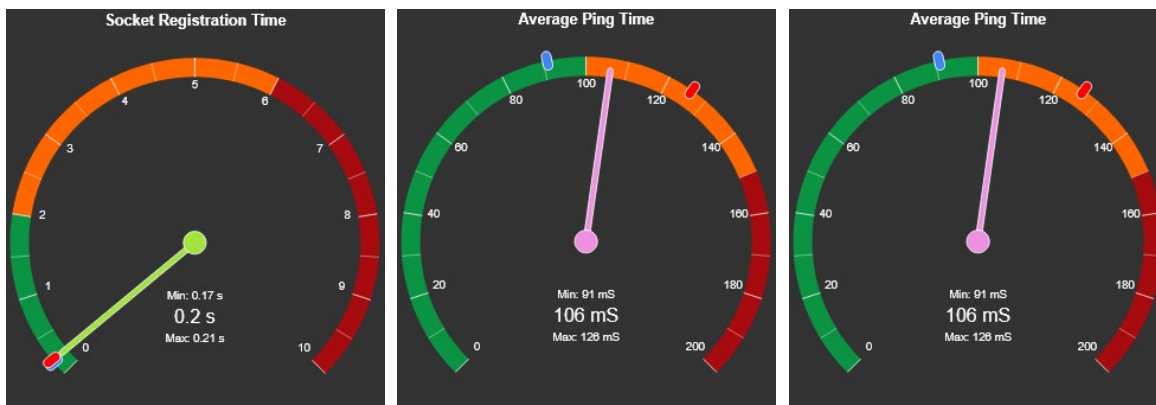 Socket Registration Time
5
4
6
3
7
2
8
1
9
0
10
Min: 0.17 s
0.2 s
Max: 0.21 s
Average Ping Time
100
80
120
60
140
40
160
20
180
0
200
Min: 91 mS
106 mS
Max: 126 mS
Average Ping Time
100
80
120
60
140
40
160
20
180
0
200
Min: 91 mS
106 mS
Max: 126 mS